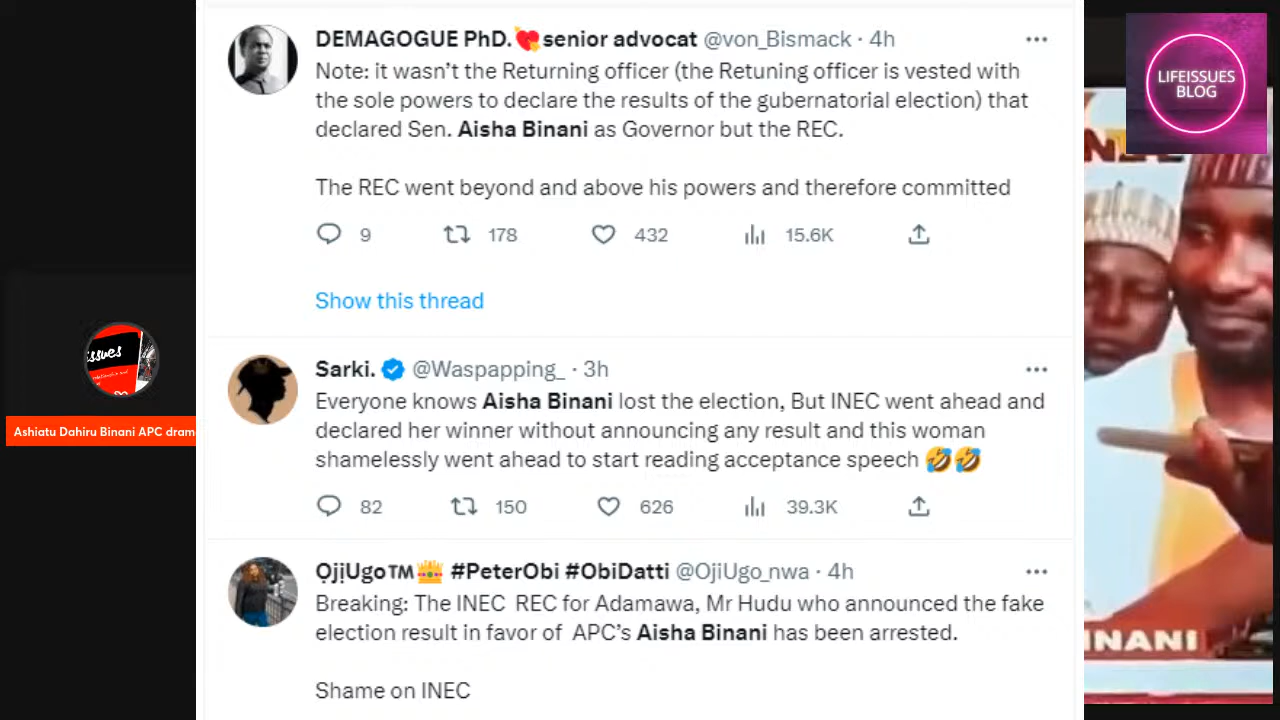 DEMAGOGUE PhD.💘senior advocat @von_Bismack · 4h
Note: it wasn't the Returning officer (the Retuning officer is vested with
the sole powers to declare the results of the gubernatorial election) that
declared Sen. Aisha Binani as Governor but the REC.
The REC went beyond and above his powers and therefore committed
9 178 432 15.6K
Show this thread
Sarki. @Waspapping_ · 3h
Everyone knows Aisha Binani lost the election, But INEC went ahead and
declared her winner without announcing any result and this woman
shamelessly went ahead to start reading acceptance speech 🤣🤣
82 150 626 39.3K
ỌjịUgo™👑 #PeterObi #ObiDatti @OjiUgo_nwa · 4h
Breaking: The INEC REC for Adamawa, Mr Hudu who announced the fake
election result in favor of APC's Aisha Binani has been arrested.
Shame on INEC
LIFEISSUES
BLOG
ssues
Ashiatu Dahiru Binani APC dram
INANI